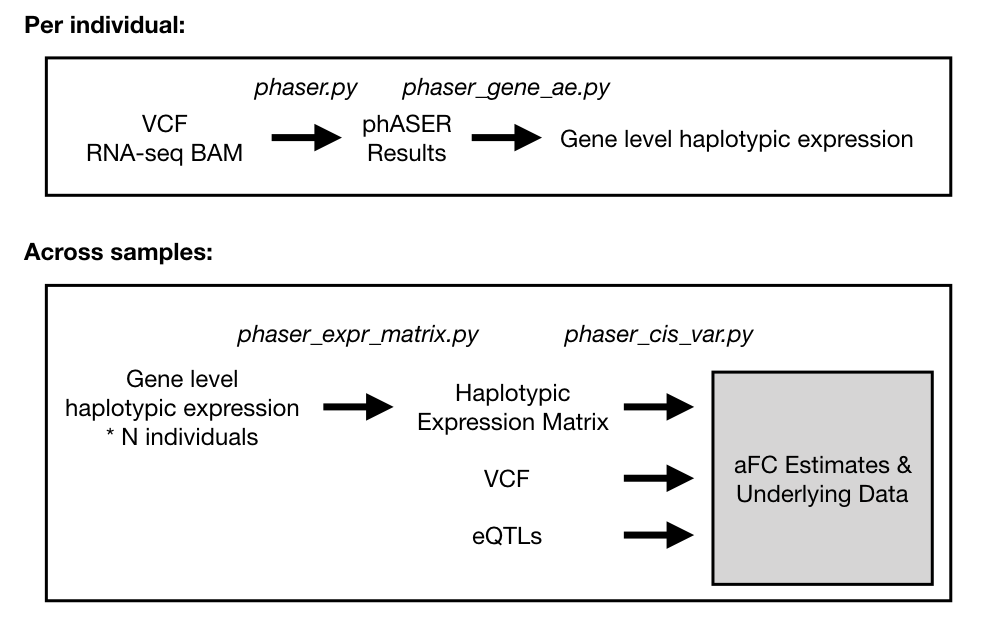 Per individual:
phaser.py
phaser_gene_ae.py
VCF
RNA-seq BAM
phASER
Results
Gene level haplotypic expression
Across samples:
phaser_expr_matrix.py
phaser_cis_var.py
Gene level
haplotypic expression
* N individuals
Haplotypic
Expression Matrix
VCF
eQTLs
aFC Estimates &
Underlying Data